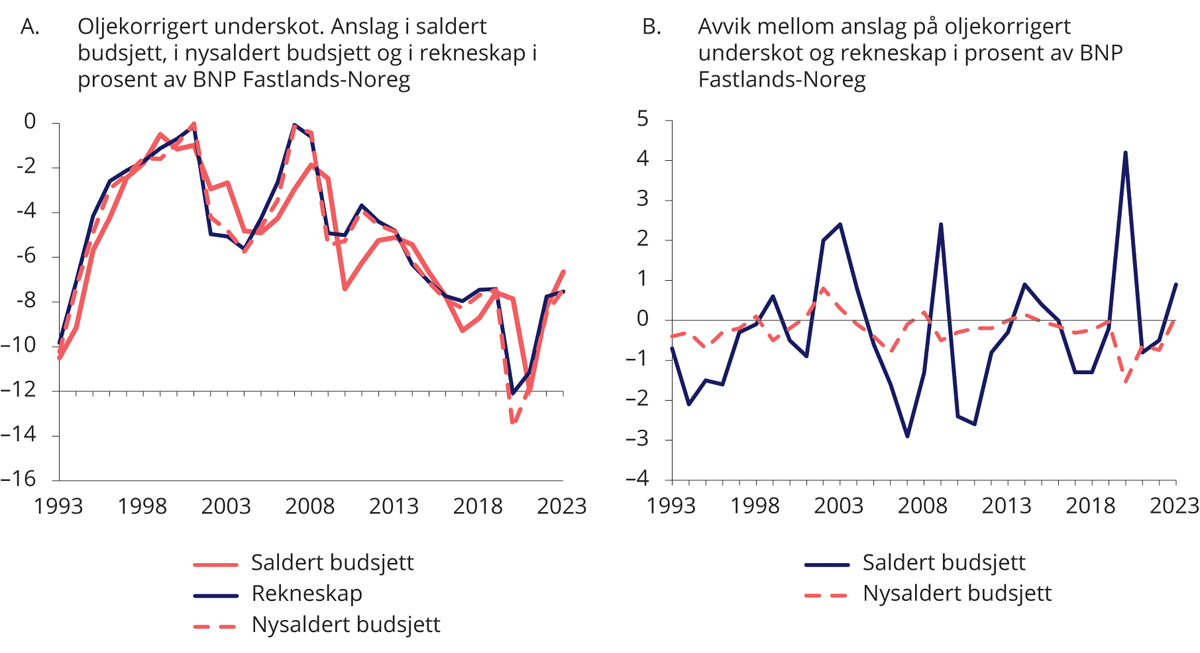 A. Oljekorrigert underskot. Anslag i saldert
budsjett, i nysaldert budsjett og i rekneskap i
prosent av BNP Fastlands-Noreg
0
-2
-4
-6
-8
-10
-12
-14
-16
1993 1998 2003 2008 2013 2018 2023
Saldert budsjett
Rekneskap
Nysaldert budsjett
B. Avvik mellom anslag på oljekorrigert
underskot og rekneskap i prosent av BNP
Fastlands-Noreg
5
4
3
2
1
0
-1
-2
-3
-4
1993 1998 2003 2008 2013 2018 2023
Saldert budsjett
Nysaldert budsjett